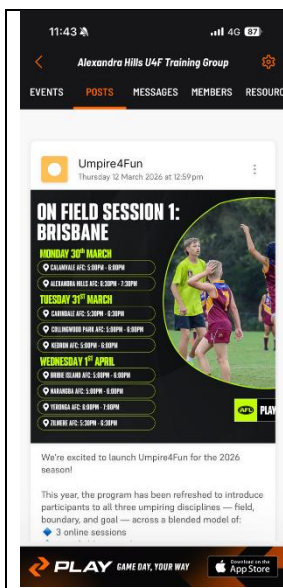 11:43
4G 87
Alexandra Hills U4F Training Group
EVENTS POSTS MESSAGES MEMBERS RESOURC
Umpire4Fun
Thursday 12 March 2026 at 12:59pm
ON FIELD SESSION 1:
BRISBANE
MONDAY 30th MARCH
CALAMVALE AFC: 5:00PM - 6:00PM
ALEXANDRA HILLS AFC: 6:30PM - 7:30PM
TUESDAY 31ST MARCH
CARINDALE AFC: 5:30PM - 6:30PM
COLLINGWOOD PARK AFC: 5:00PM - 6:00PM
KEDRON AFC: 5:00PM - 6:00PM
WEDNESDAY 1ST APRIL
BRIBIE ISLAND AFC: 5:00PM - 6:00PM
NARANGBA AFC: 5:00PM - 6:00PM
YERONGA AFC: 6:00PM - 7:00PM
ZILMERE AFC: 5:30PM - 6:30PM
AFL PLAY
We're excited to launch Umpire4Fun for the 2026
season!
This year, the program has been refreshed to introduce
participants to all three umpiring disciplines — field,
boundary, and goal — across a blended model of:
3 online sessions
PLAY GAME DAY, YOUR WAY
Download on the
App Store